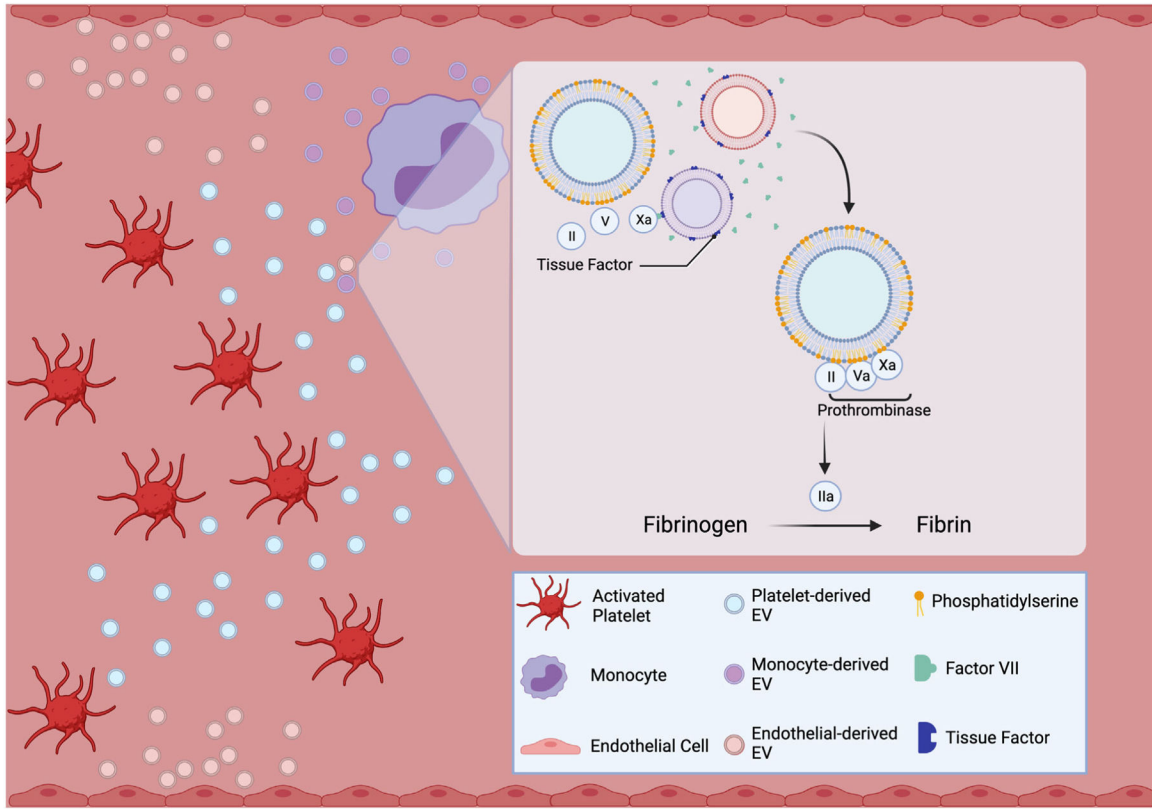 II
V
Xa
Tissue Factor
II
Va
Xa
Prothrombinase
IIa
Fibrinogen
Fibrin
Activated
Platelet
Platelet-derived
EV
Phosphatidylserine
Monocyte
Monocyte-derived
EV
Factor VII
Endothelial Cell
Endothelial-derived
EV
Tissue Factor